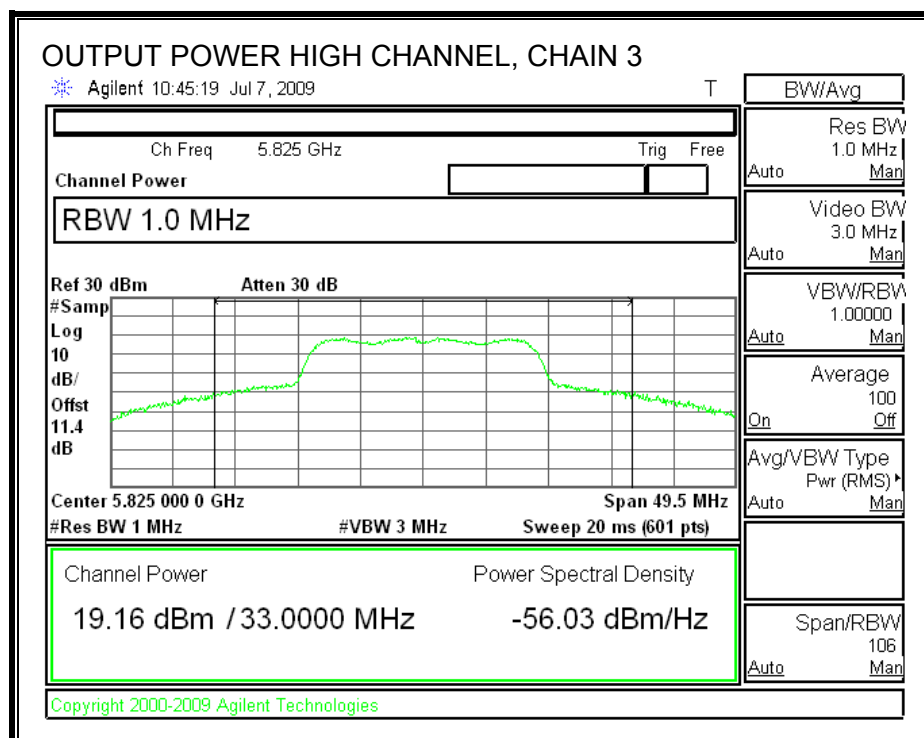 OUTPUT POWER HIGH CHANNEL, CHAIN 3
Agilent 10:45:19 Jul 7, 2009 T
BW/Avg
Ch Freq 5.825 GHz Trig Free
Channel Power
RBW 1.0 MHz
Ref 30 dBm Atten 30 dB
#Samp
Log
10
dB/
Offst
11.4
dB
Center 5.825 000 0 GHz Span 49.5 MHz
#Res BW 1 MHz #VBW 3 MHz Sweep 20 ms (601 pts)
Channel Power Power Spectral Density
19.16 dBm / 33.0000 MHz -56.03 dBm/Hz
Copyright 2000-2009 Agilent Technologies
Res BW
1.0 MHz
Auto Man
Video BW
3.0 MHz
Auto Man
VBW/RBW
1.00000
Auto Man
Average
100
On Off
Avg/VBW Type
Pwr (RMS)
Auto Man
Span/RBW
106
Auto Man